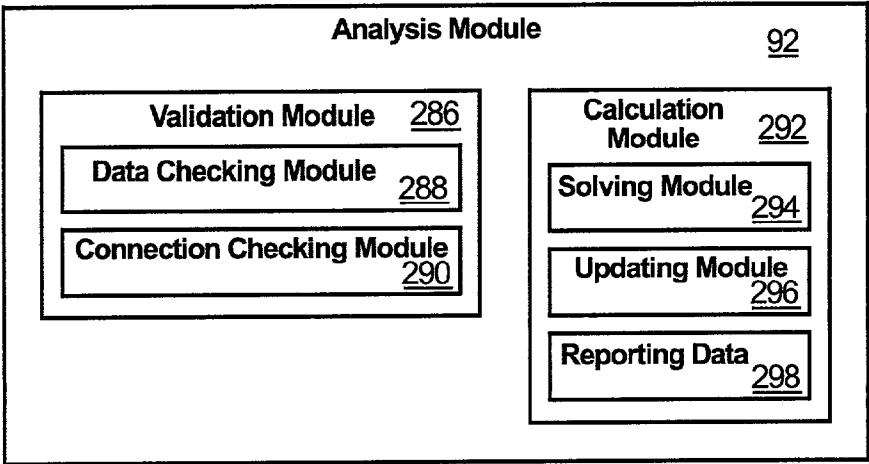 Analysis Module 92
Validation Module 286
Data Checking Module
288
Connection Checking Module
290
Calculation
Module 292
Solving Module
294
Updating Module
296
Reporting Data
298